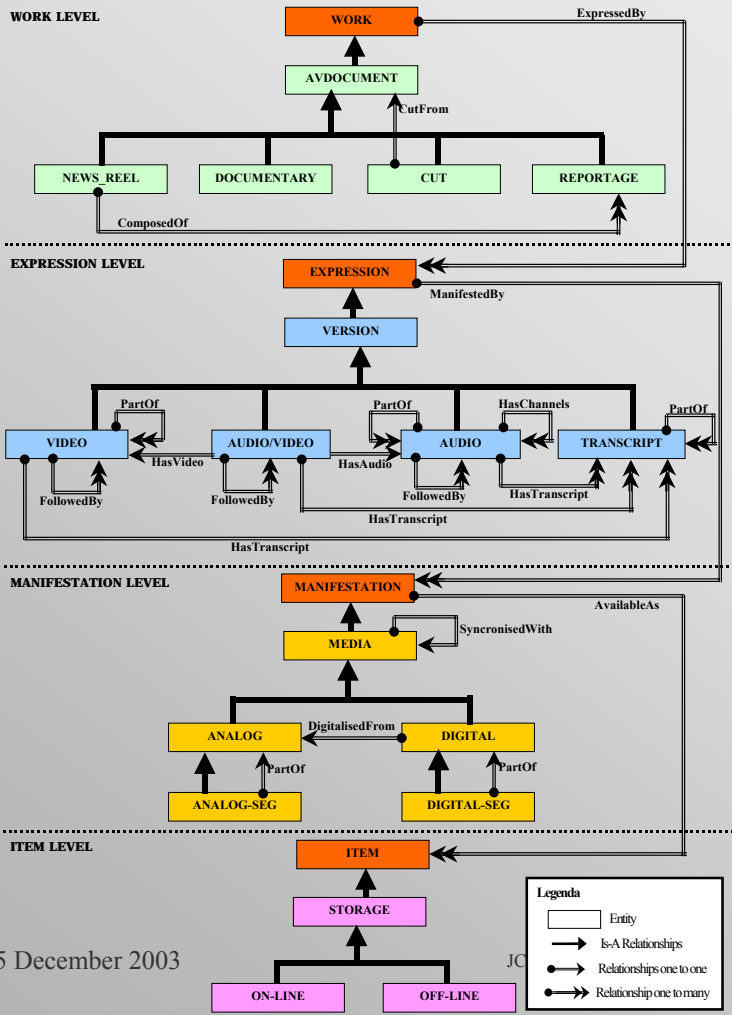 WORK LEVEL
WORK
ExpressedBy
AVDOCUMENT
CutFrom
NEWS_REEL
DOCUMENTARY
CUT
REPORTAGE
ComposedOf
EXPRESSION LEVEL
EXPRESSION
ManifestedBy
VERSION
PartOf
PartOf
HasChannels
PartOf
VIDEO
AUDIO/VIDEO
AUDIO
TRANSCRIPT
HasVideo
HasAudio
FollowedBy
FollowedBy
FollowedBy
HasTranscript
HasTranscript
HasTranscript
MANIFESTATION LEVEL
MANIFESTATION
AvailableAs
SyncronisedWith
MEDIA
DigitalisedFrom
ANALOG
DIGITAL
PartOf
PartOf
ANALOG-SEG
DIGITAL-SEG
ITEM LEVEL
ITEM
STORAGE
ON-LINE
OFF-LINE
5 December 2003
JC
Legenda
Entity
Is-A Relationships
Relationships one to one
Relationship one to many